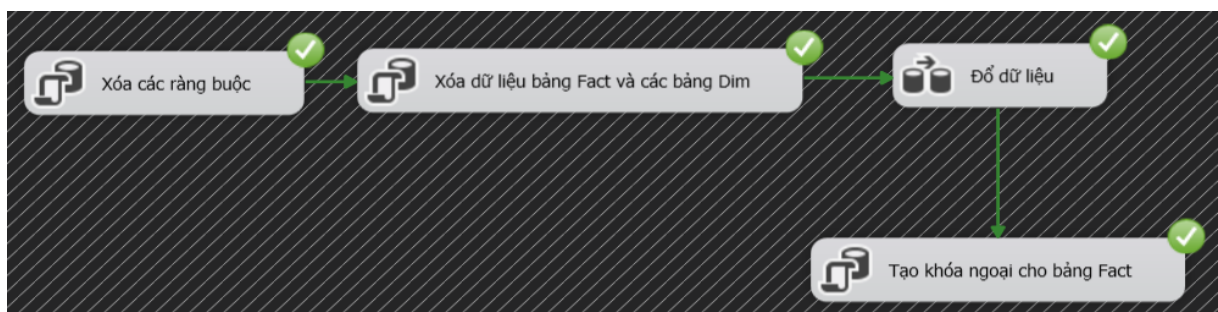 Xóa các ràng buộc
Xóa dữ liệu bảng Fact và các bảng Dim
Đổ dữ liệu
Tạo khóa ngoại cho bảng Fact